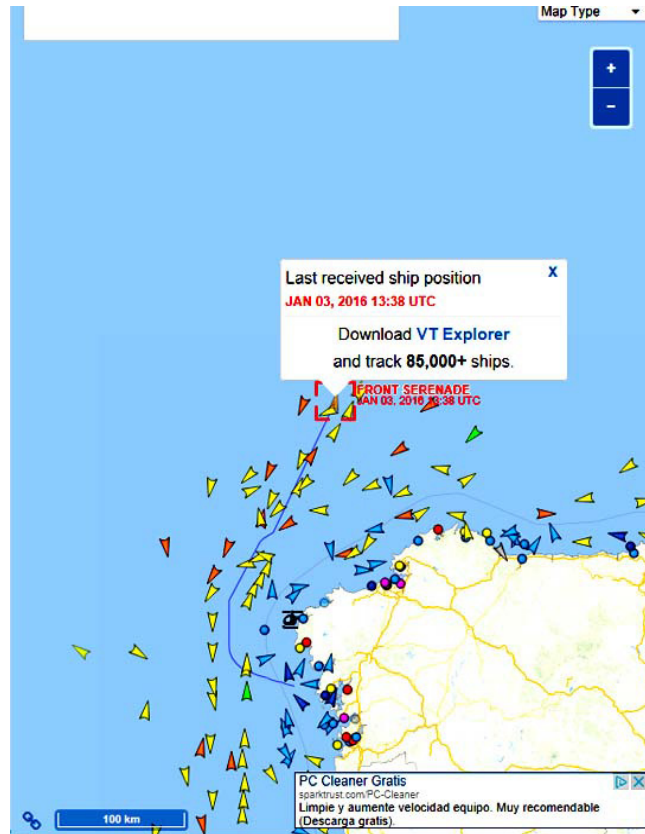 Map Type
+
−
Last received ship position
X
JAN 03, 2016 13:38 UTC
Download VT Explorer
and track 85,000+ ships.
FRONT SERENADE
JAN 03, 2016 13:38 UTC
PC Cleaner Gratis
sparktrust.com/PC-Cleaner
Limpie y aumente velocidad equipo. Muy recomendable
(Descarga gratis).
100 km